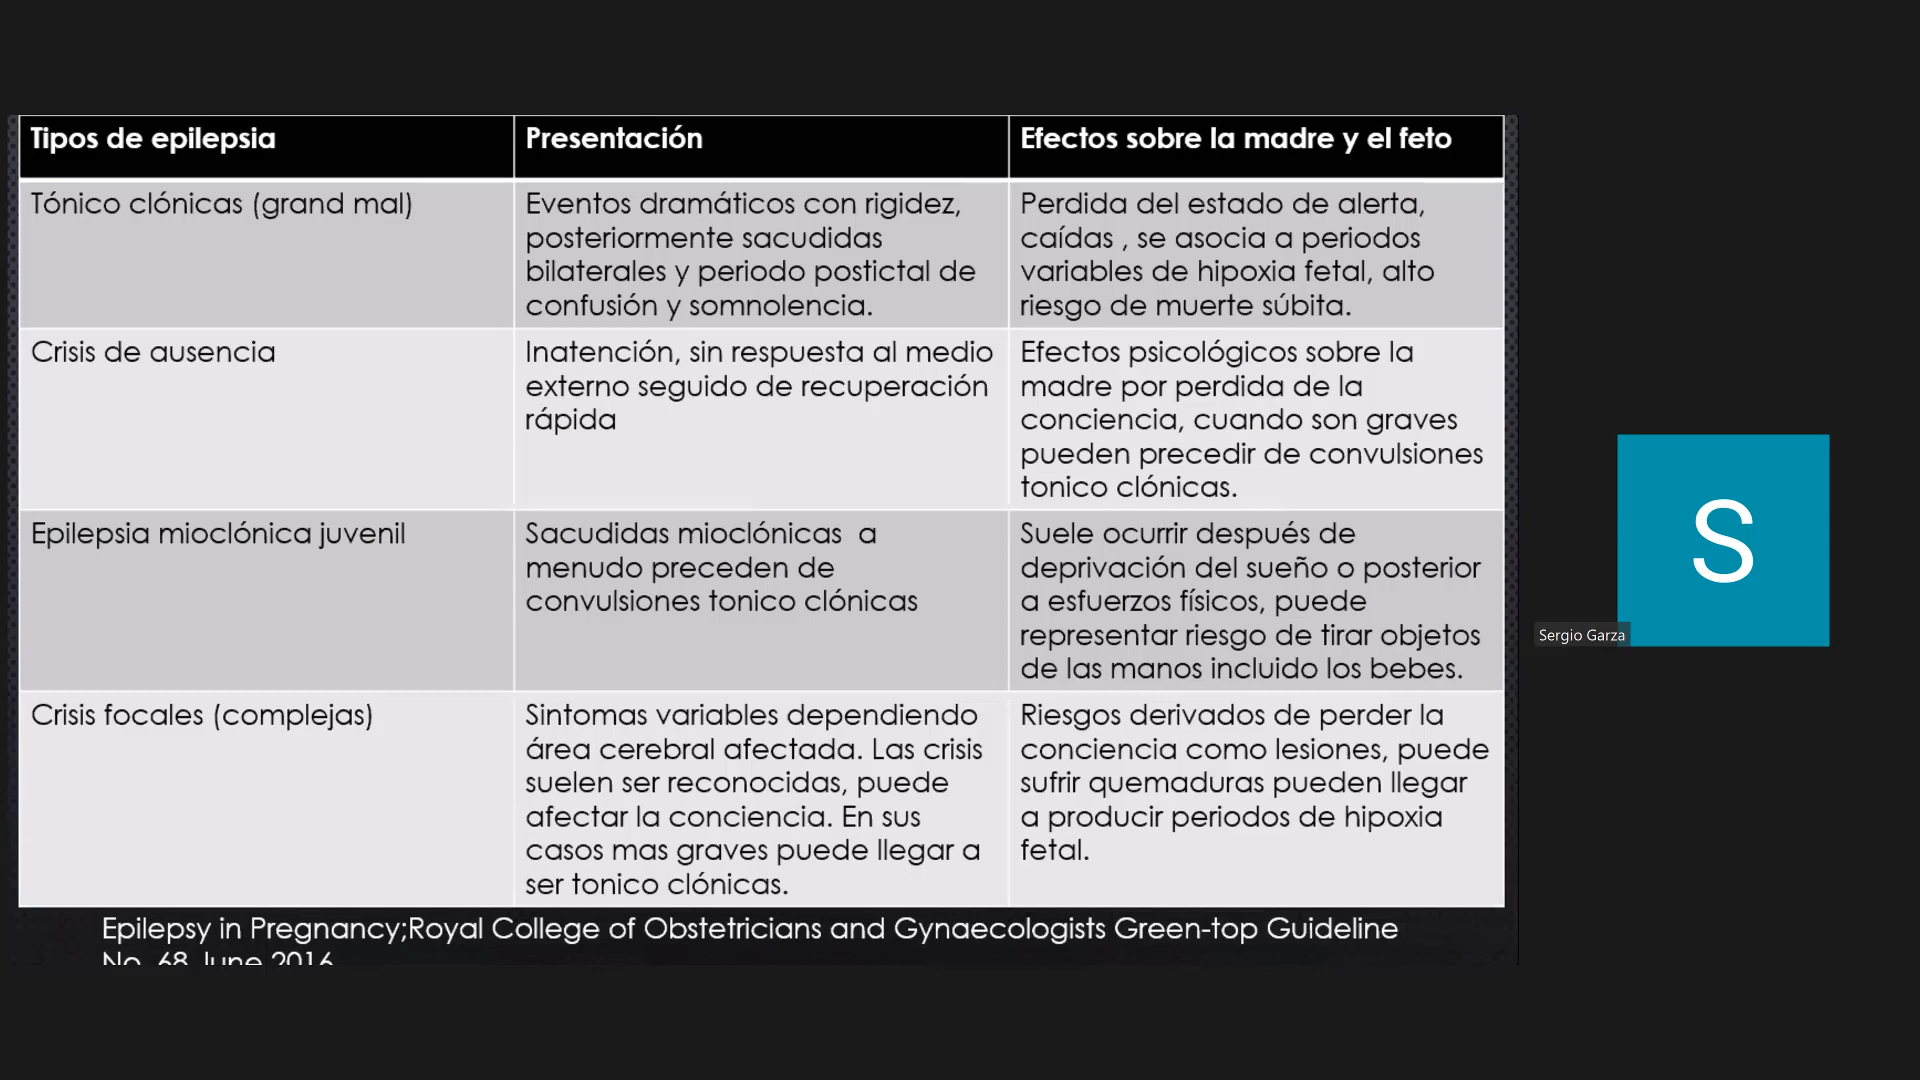 Tipos de epilepsia
Presentación
Efectos sobre la madre y el feto
Tónico clónicas (grand mal)
Eventos dramáticos con rigidez,
posteriormente sacudidas
bilaterales y periodo postictal de
confusión y somnolencia.
Perdida del estado de alerta,
caídas , se asocia a periodos
variables de hipoxia fetal, alto
riesgo de muerte súbita.
Crisis de ausencia
Inatención, sin respuesta al medio
externo seguido de recuperación
rápida
Efectos psicológicos sobre la
madre por perdida de la
conciencia, cuando son graves
pueden precedir de convulsiones
tonico clónicas.
Epilepsia mioclónica juvenil
Sacudidas mioclónicas  a
menudo preceden de
convulsiones tonico clónicas
Suele ocurrir después de
deprivación del sueño o posterior
a esfuerzos físicos, puede
representar riesgo de tirar objetos
de las manos incluido los bebes.
Crisis focales (complejas)
Sintomas variables dependiendo
área cerebral afectada. Las crisis
suelen ser reconocidas, puede
afectar la conciencia. En sus
casos mas graves puede llegar a
ser tonico clónicas.
Riesgos derivados de perder la
conciencia como lesiones, puede
sufrir quemaduras pueden llegar
a producir periodos de hipoxia
fetal.
Epilepsy in Pregnancy;Royal College of Obstetricians and Gynaecologists Green-top Guideline
No. 68 June 2016
S
Sergio Garza